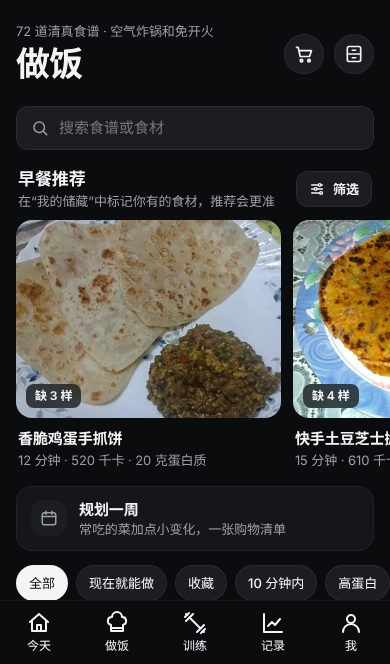 72 道清真食谱 · 空气炸锅和免开火
做饭
搜索食谱或食材
早餐推荐
在“我的储藏”中标记你有的食材，推荐会更准
筛选
缺 3 样
缺 4 样
香脆鸡蛋手抓饼
12 分钟 · 520 千卡 · 20 克蛋白质
快手土豆芝士
15 分钟 · 610 千
规划一周
常吃的菜加点小变化，一张购物清单
全部
现在就能做
收藏
10 分钟内
高蛋白
今天
做饭
训练
记录
我